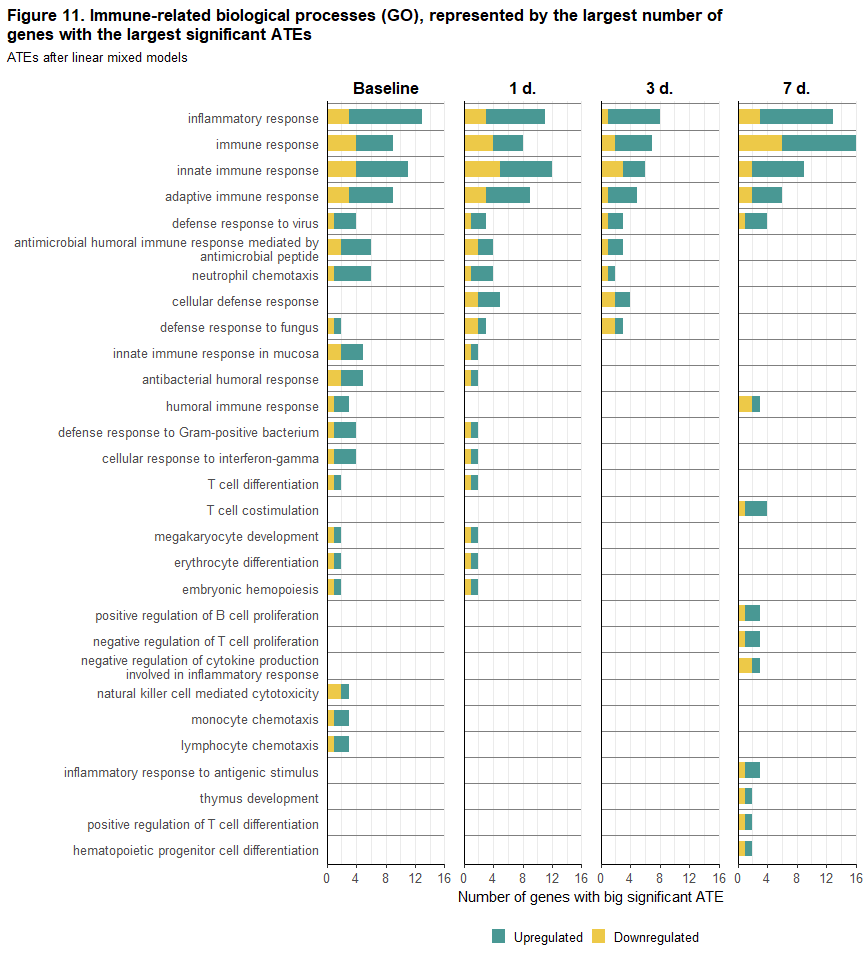 Figure 11. Immune-related biological processes (GO), represented by the largest number of
genes with the largest significant ATEs
ATEs after linear mixed models
Baseline 1 d. 3 d. 7 d.
inflammatory response
immune response
innate immune response
adaptive immune response
defense response to virus
antimicrobial humoral immune response mediated by
antimicrobial peptide
neutrophil chemotaxis
cellular defense response
defense response to fungus
innate immune response in mucosa
antibacterial humoral response
humoral immune response
defense response to Gram-positive bacterium
cellular response to interferon-gamma
T cell differentiation
T cell costimulation
megakaryocyte development
erythrocyte differentiation
embryonic hemopoiesis
positive regulation of B cell proliferation
negative regulation of T cell proliferation
negative regulation of cytokine production
involved in inflammatory response
natural killer cell mediated cytotoxicity
monocyte chemotaxis
lymphocyte chemotaxis
inflammatory response to antigenic stimulus
thymus development
positive regulation of T cell differentiation
hematopoietic progenitor cell differentiation
0 4 8 12 16 0 4 8 12 16 0 4 8 12 16 0 4 8 12 16
Number of genes with big significant ATE
Upregulated Downregulated